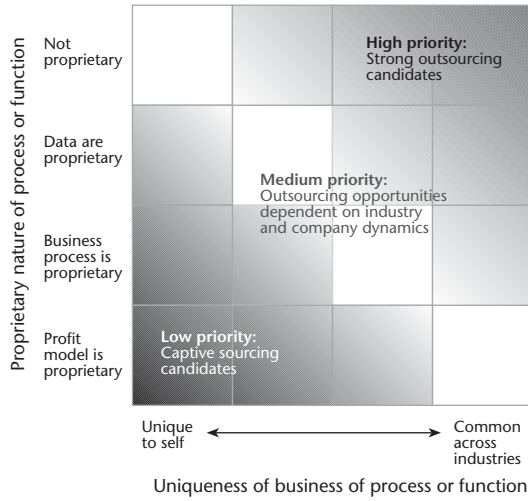 Proprietary nature of process or function
Not
proprietary
Data are
proprietary
Business
process is
proprietary
Profit
model is
proprietary
High priority:
Strong outsourcing
candidates
Medium priority:
Outsourcing opportunities
dependent on industry
and company dynamics
Low priority:
Captive sourcing
candidates
Unique
to self
Common
across
industries
Uniqueness of business of process or function